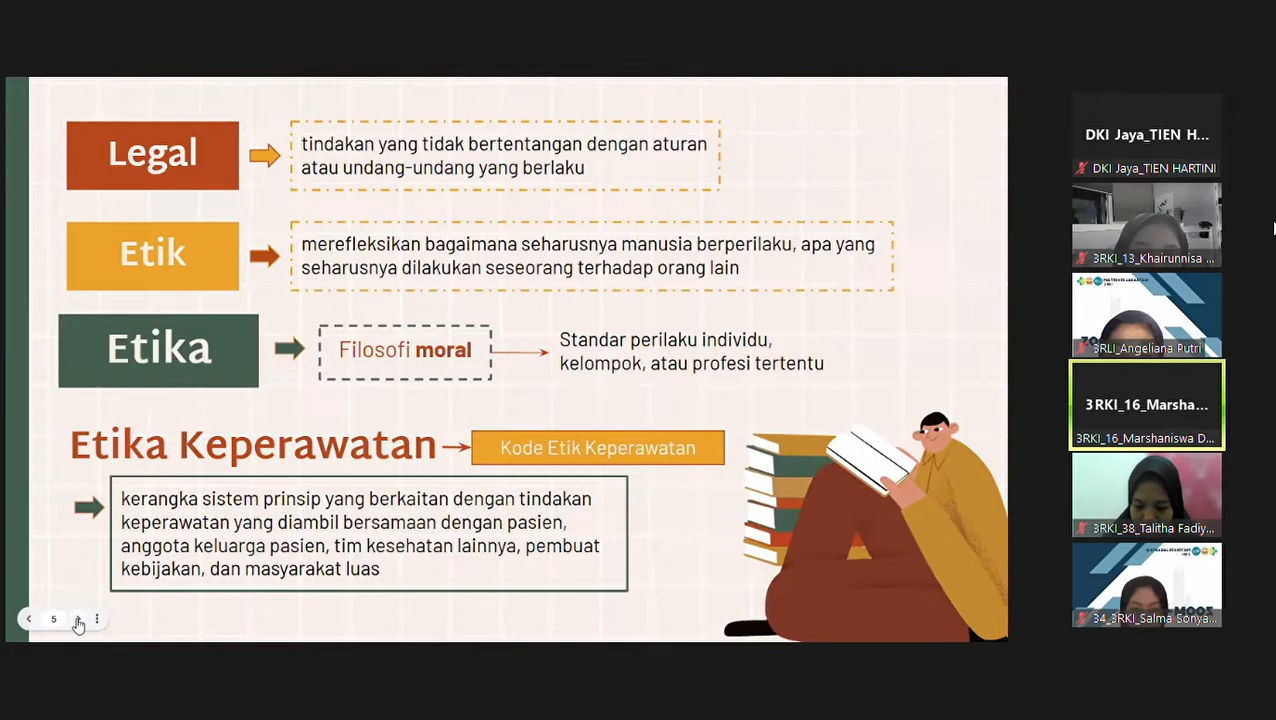 Legal
tindakan yang tidak bertentangan dengan aturan
atau undang-undang yang berlaku
Etik
merefleksikan bagaimana seharusnya manusia berperilaku, apa yang
seharusnya dilakukan seseorang terhadap orang lain
Etika
Filosofi moral
Standar perilaku individu,
kelompok, atau profesi tertentu
Etika Keperawatan
Kode Etik Keperawatan
kerangka sistem prinsip yang berkaitan dengan tindakan
keperawatan yang diambil bersamaan dengan pasien,
anggota keluarga pasien, tim kesehatan lainnya, pembuat
kebijakan, dan masyarakat luas
5
DKI Jaya_TIEN H...
DKI Jaya_TIEN HARTINI
3RKI_13_Khairunnisa ...
3RLI_Angeliana Putri
3RKI_16_Marsha...
3RKI_16_Marshaniswa D...
3RKI_38_Talitha Fadiy...
34_3RKI_Salma Sonya...